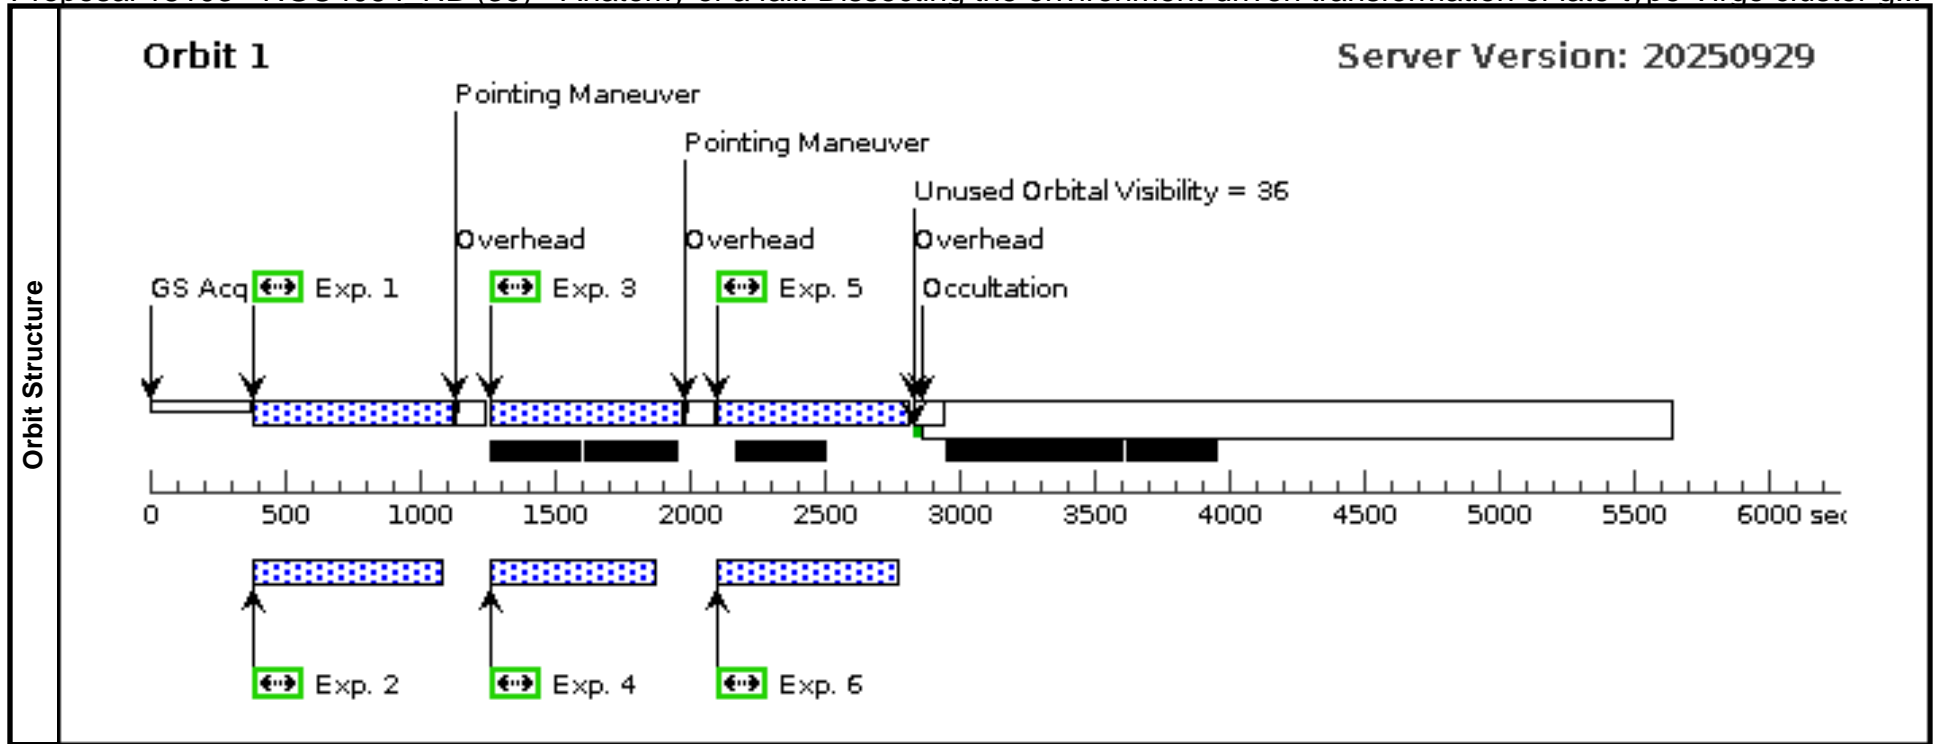 Orbit 1
Server Version: 20250929
Pointing Maneuver
Pointing Maneuver
Unused Orbital Visibility = 36
Overhead
Overhead
Overhead
GS Acq
Exp. 1
Exp. 3
Exp. 5
Occultation
Orbit Structure
0 500 1000 1500 2000 2500 3000 3500 4000 4500 5000 5500 6000 sec
Exp. 2
Exp. 4
Exp. 6